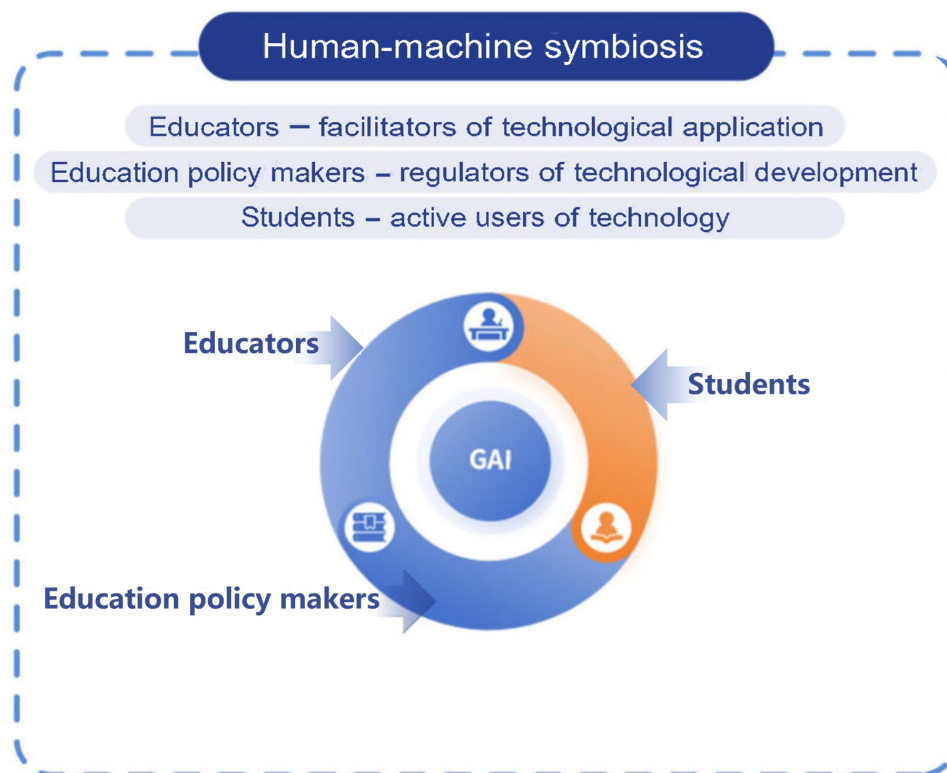 Human-machine symbiosis
Educators – facilitators of technological application
Education policy makers – regulators of technological development
Students – active users of technology
Educators
Students
GAI
Education policy makers